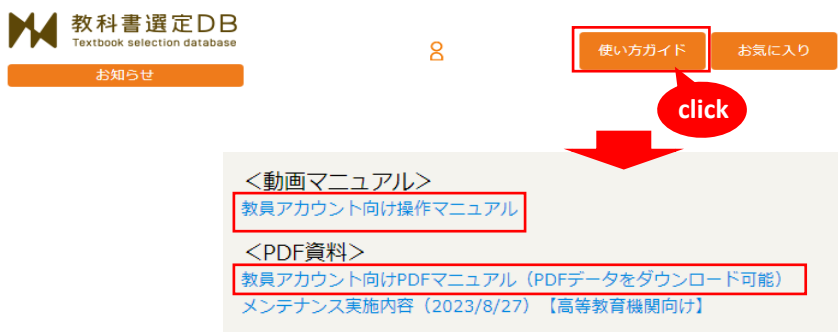 教科書選定DB
Textbook selection database
お知らせ
使い方ガイド
お気に入り
click
＜動画マニュアル＞
教員アカウント向け操作マニュアル
＜PDF資料＞
教員アカウント向けPDFマニュアル（PDFデータをダウンロード可能）
メンテナンス実施内容（2023/8/27）【高等教育機関向け】